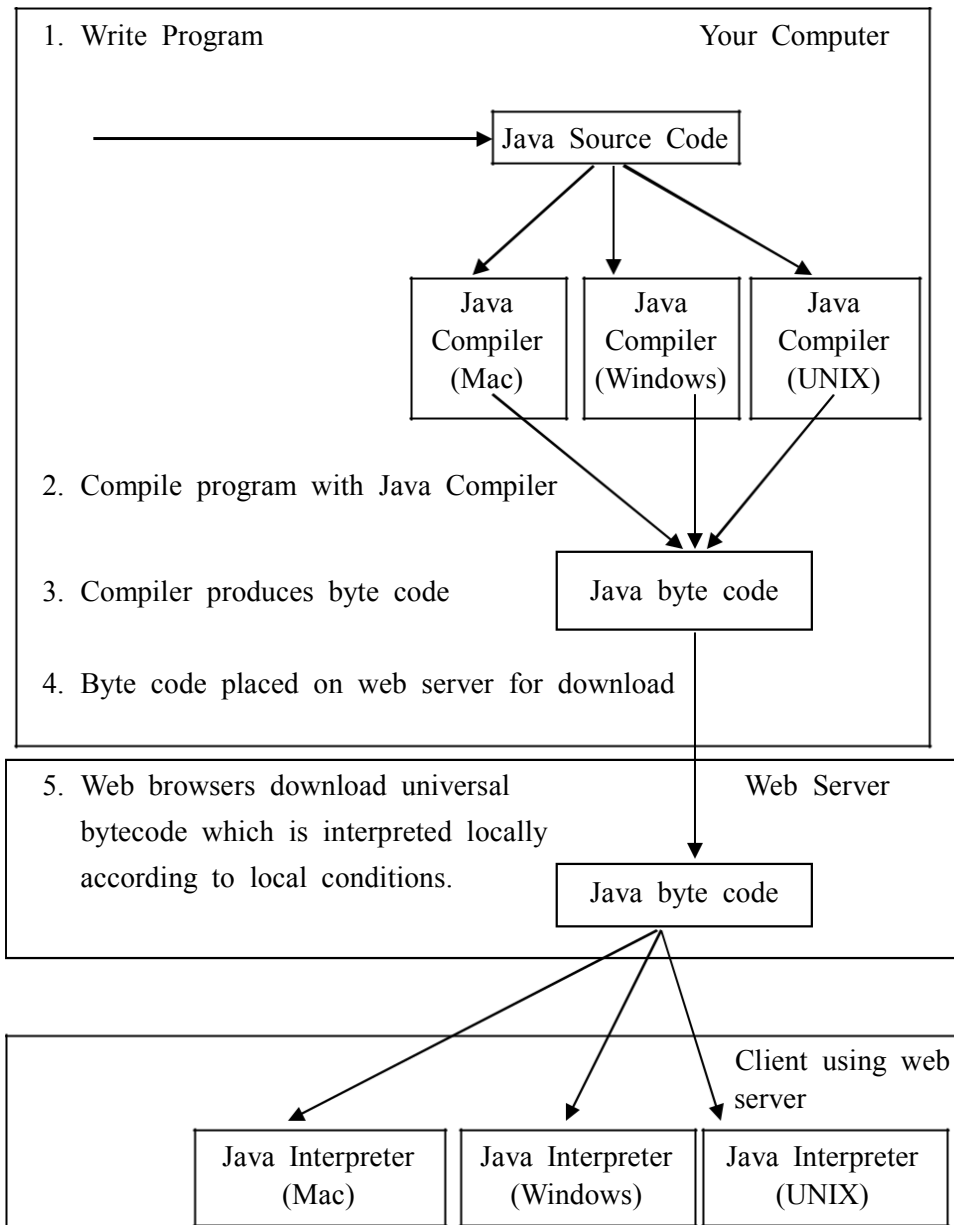 1. Write Program
Your Computer
Java Source Code
Java
Compiler
(Mac)
Java
Compiler
(Windows)
Java
Compiler
(UNIX)
2. Compile program with Java Compiler
3. Compiler produces byte code
Java byte code
4. Byte code placed on web server for download
5. Web browsers download universal
bytecode which is interpreted locally
according to local conditions.
Web Server
Java byte code
Client using web
server
Java Interpreter
(Mac)
Java Interpreter
(Windows)
Java Interpreter
(UNIX)